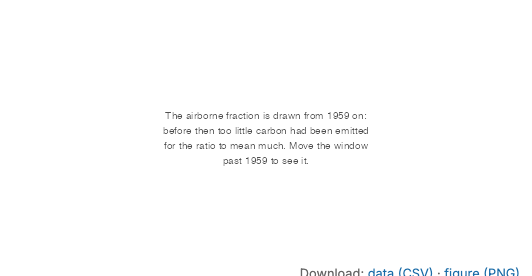 The airborne fraction is drawn from 1959 on:
before then too little carbon had been emitted
for the ratio to mean much. Move the window
past 1959 to see it.
Download: data (CSV) · figure (PNG)